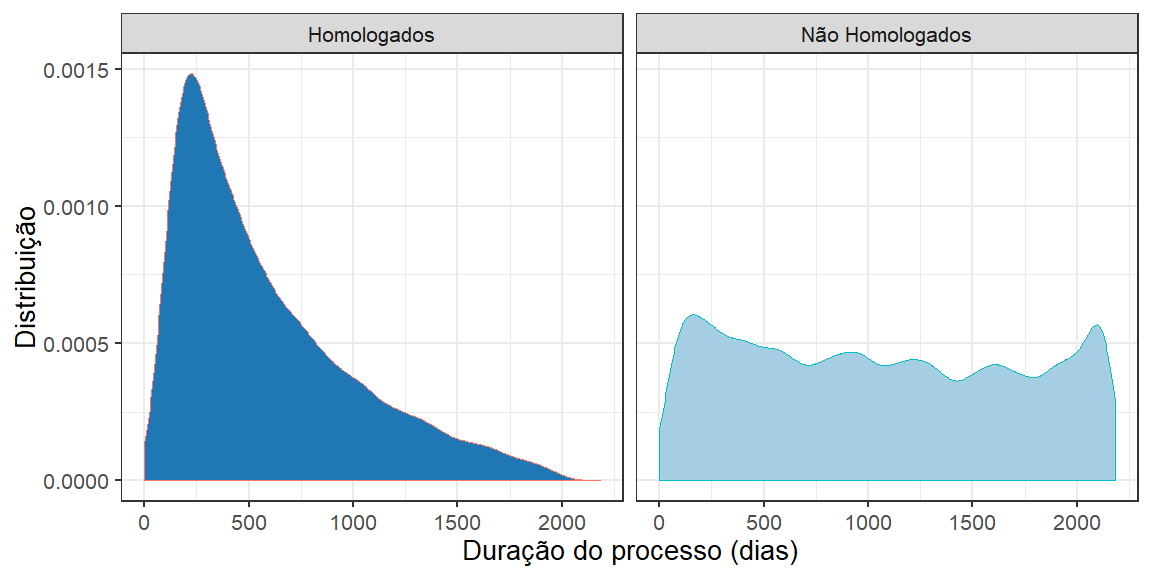 Homologados
Não Homologados
Distribuição
0.0015
0.0010
0.0005
0.0000
0 500 1000 1500 2000
0 500 1000 1500 2000
Duração do processo (dias)